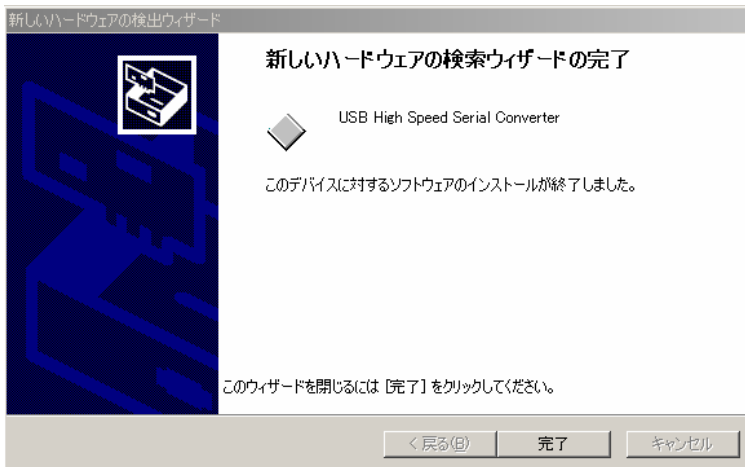 新しいハードウェアの検出ウィザード
新しいハードウェアの検索ウィザードの完了
USB High Speed Serial Converter
このデバイスに対するソフトウェアのインストールが終了しました。
このウィザードを閉じるには [完了] をクリックしてください。
< 戻る(B) 完了 キャンセル